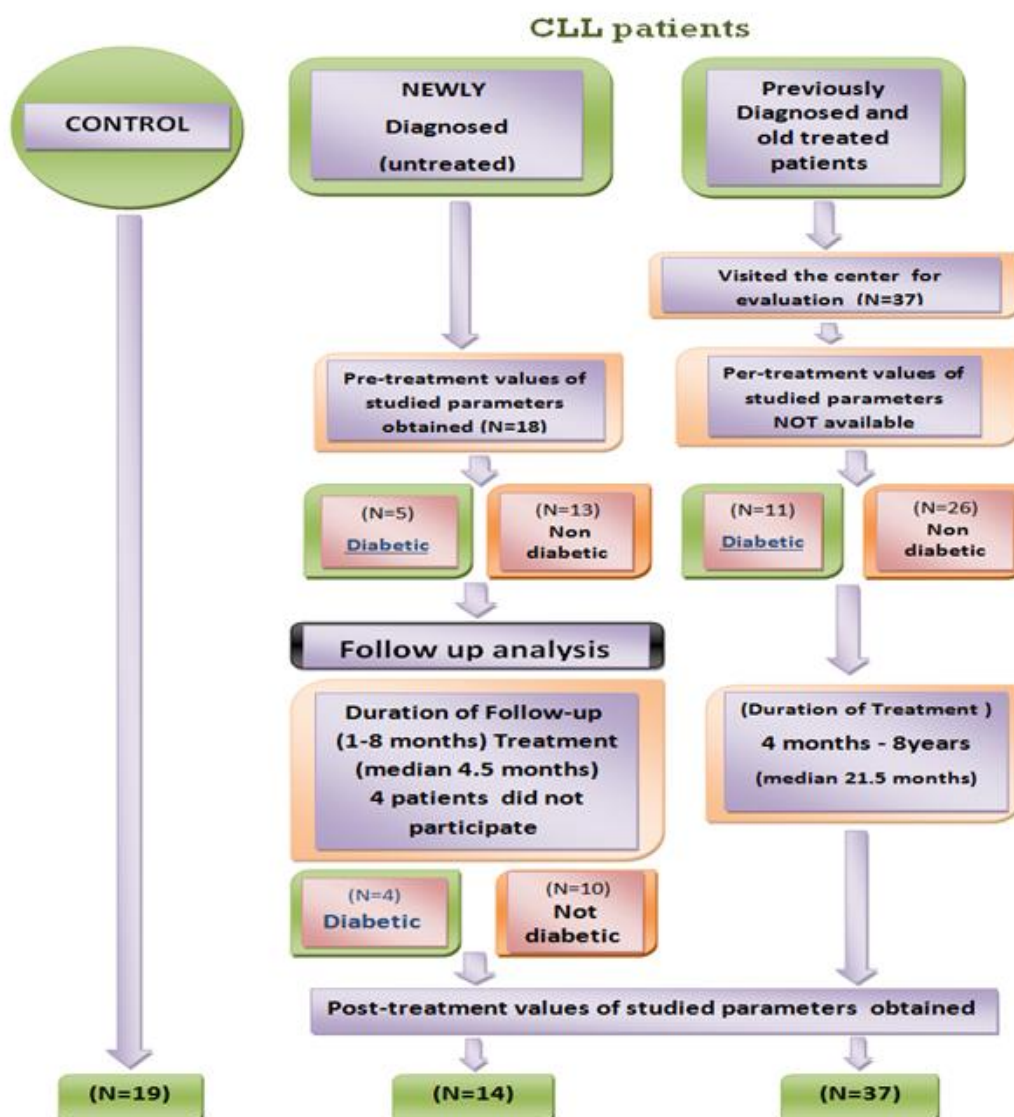 CLL patients
CONTROL
NEWLY
Diagnosed
(untreated)
Previously
Diagnosed and
old treated
patients
Visited the center for
evaluation (N=37)
Pre-treatment values of
studied parameters
obtained (N=18)
Per-treatment values of
studied parameters
NOT available
(N=5)
Diabetic
(N=13)
Non
diabetic
(N=11)
Diabetic
(N=26)
Non
diabetic
Follow up analysis
Duration of Follow-up
(1-8 months) Treatment
(median 4.5 months)
4 patients did not
participate
(Duration of Treatment )
4 months - 8years
(median 21.5 months)
(N=4)
Diabetic
(N=10)
Not
diabetic
Post-treatment values of studied parameters obtained
(N=19)
(N=14)
(N=37)